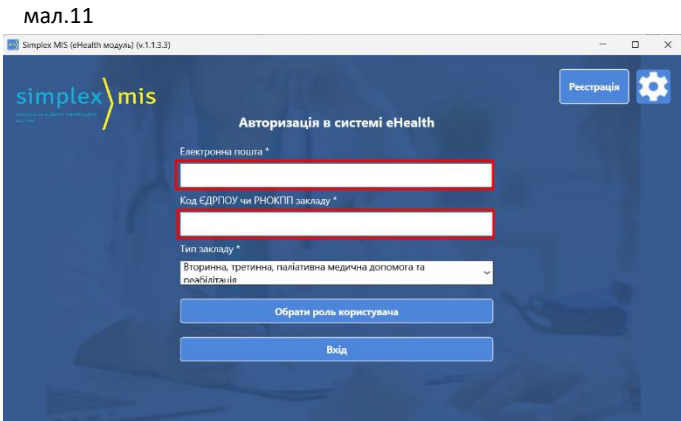 мал.11
Simplex MIS (eHealth модуль) (v.1.1.3.3)
simplex mis
Реєстрація
Авторизація в системі eHealth
Електронна пошта *
Код ЄДРПОУ чи РНОКПП закладу *
Тип закладу *
Вторинна, третинна, паліативна медична допомога та
реабілітація
Обрати роль користувача
Вхід